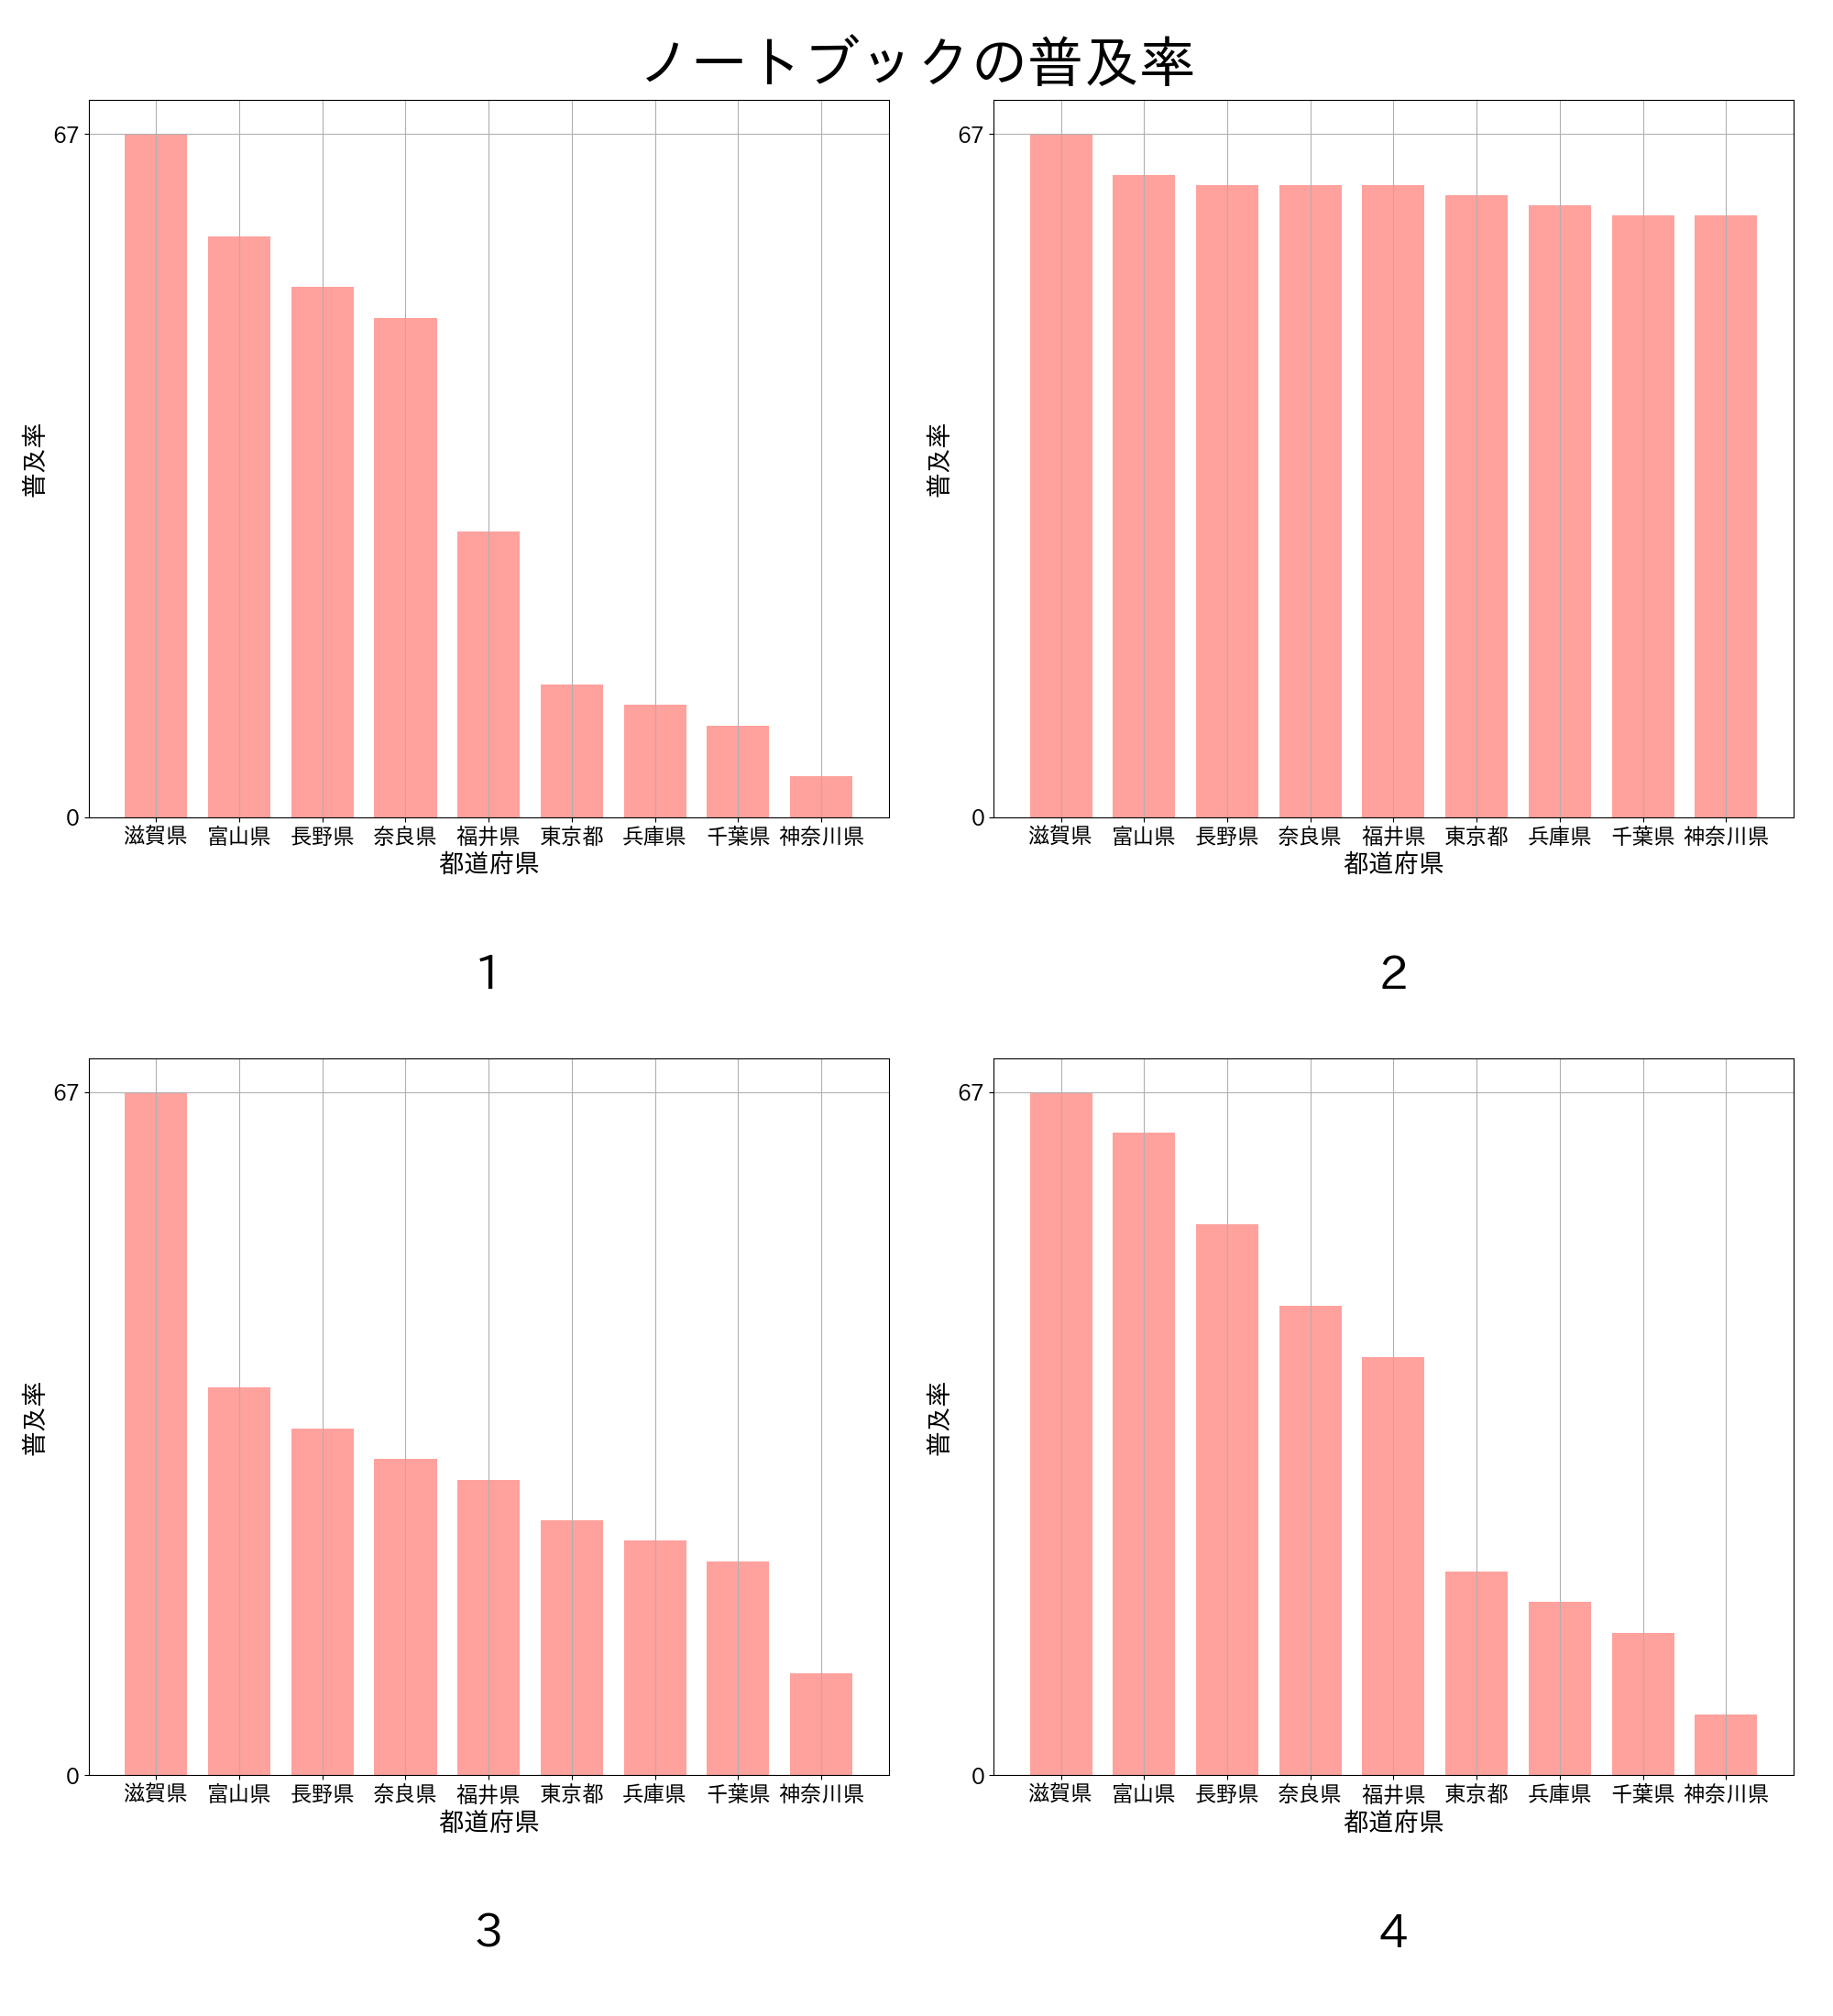 ノートブックの普及率
67
0
普及率
滋賀県 富山県 長野県 奈良県 福井県 東京都 兵庫県 千葉県 神奈川県
都道府県
1
67
0
普及率
滋賀県 富山県 長野県 奈良県 福井県 東京都 兵庫県 千葉県 神奈川県
都道府県
2
67
0
普及率
滋賀県 富山県 長野県 奈良県 福井県 東京都 兵庫県 千葉県 神奈川県
都道府県
3
67
0
普及率
滋賀県 富山県 長野県 奈良県 福井県 東京都 兵庫県 千葉県 神奈川県
都道府県
4